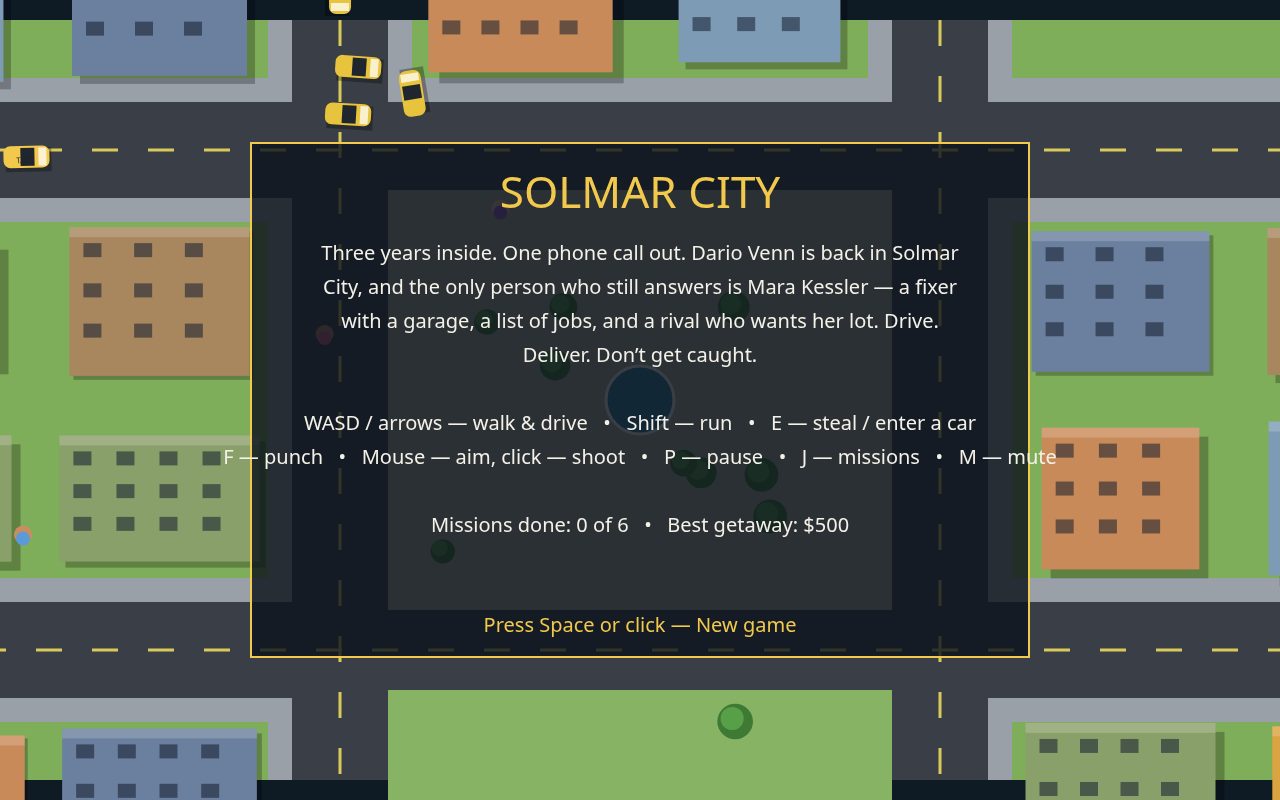 SOLMAR CITY
Three years inside. One phone call out. Dario Venn is back in Solmar
City, and the only person who still answers is Mara Kessler — a fixer
with a garage, a list of jobs, and a rival who wants her lot. Drive.
Deliver. Don’t get caught.
WASD / arrows — walk & drive • Shift — run • E — steal / enter a car
F — punch • Mouse — aim, click — shoot • P — pause • J — missions • M — mute
Missions done: 0 of 6 • Best getaway: $500
Press Space or click — New game